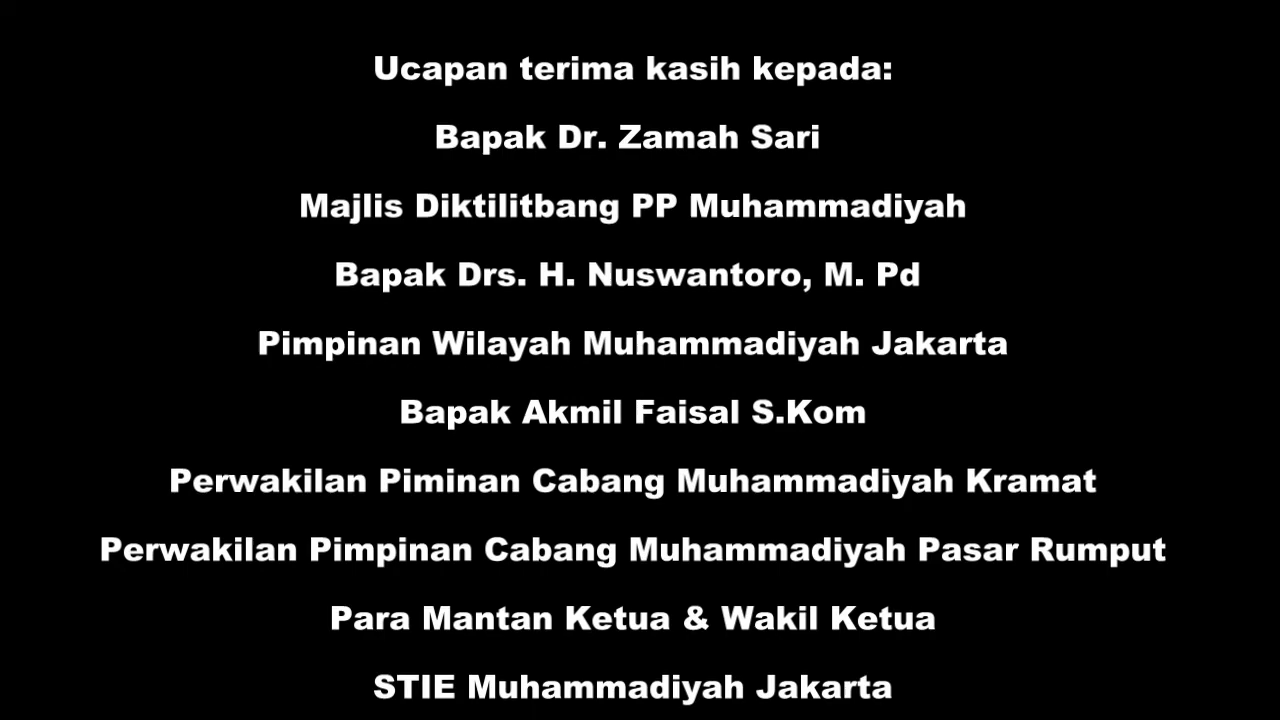 Ucapan terima kasih kepada:
Bapak Dr. Zamah Sari
Majlis Diktilitbang PP Muhammadiyah
Bapak Drs. H. Nuswantoro, M. Pd
Pimpinan Wilayah Muhammadiyah Jakarta
Bapak Akmil Faisal S.Kom
Perwakilan Piminan Cabang Muhammadiyah Kramat
Perwakilan Pimpinan Cabang Muhammadiyah Pasar Rumput
Para Mantan Ketua & Wakil Ketua
STIE Muhammadiyah Jakarta